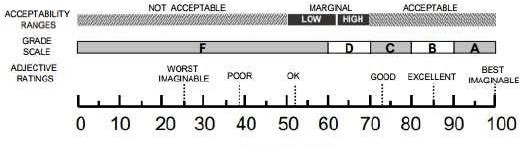 ACCEPTABILITY RANGES
NOT ACCEPTABLE
MARGINAL
ACCEPTABLE
LOW
HIGH
GRADE SCALE
F
D
C
B
A
ADJECTIVE RATINGS
WORST IMAGINABLE
POOR
OK
GOOD
EXCELLENT
BEST IMAGINABLE
0 10 20 30 40 50 60 70 80 90 100